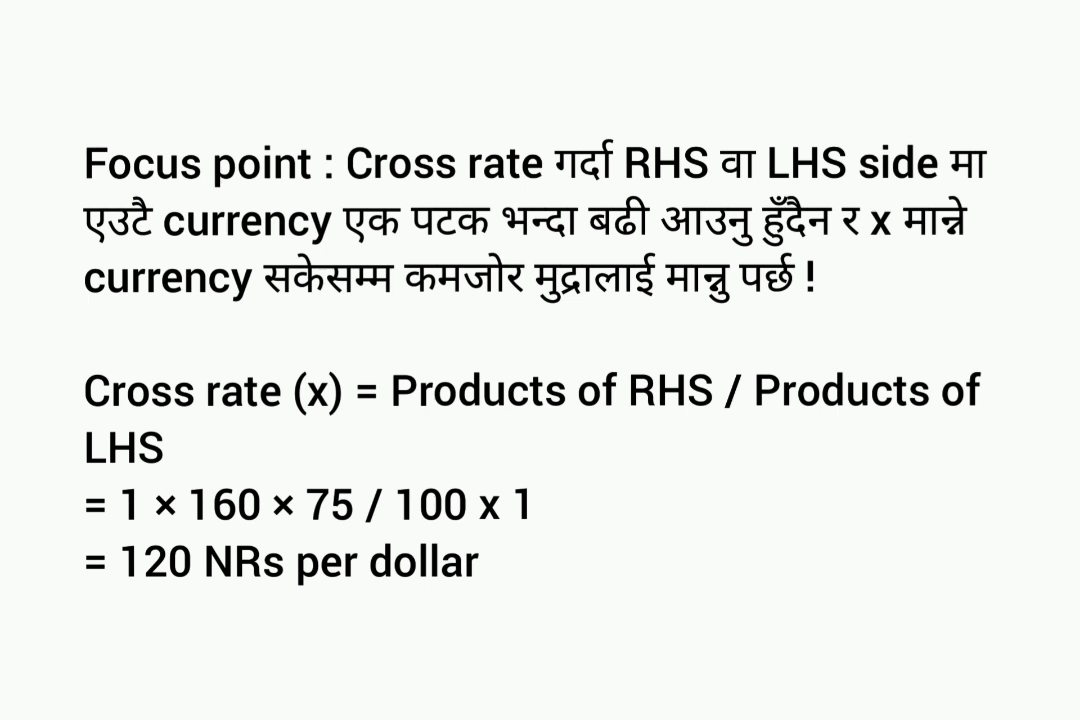 Focus point : Cross rate गर्दा RHS वा LHS side मा
एउटै currency एक पटक भन्दा बढी आउनु हुँदैन र x मान्ने
currency सकेसम्म कमजोर मुद्रालाई मान्नु पर्छ !
Cross rate (x) = Products of RHS / Products of
LHS
= 1 × 160 × 75 / 100 x 1
= 120 NRs per dollar